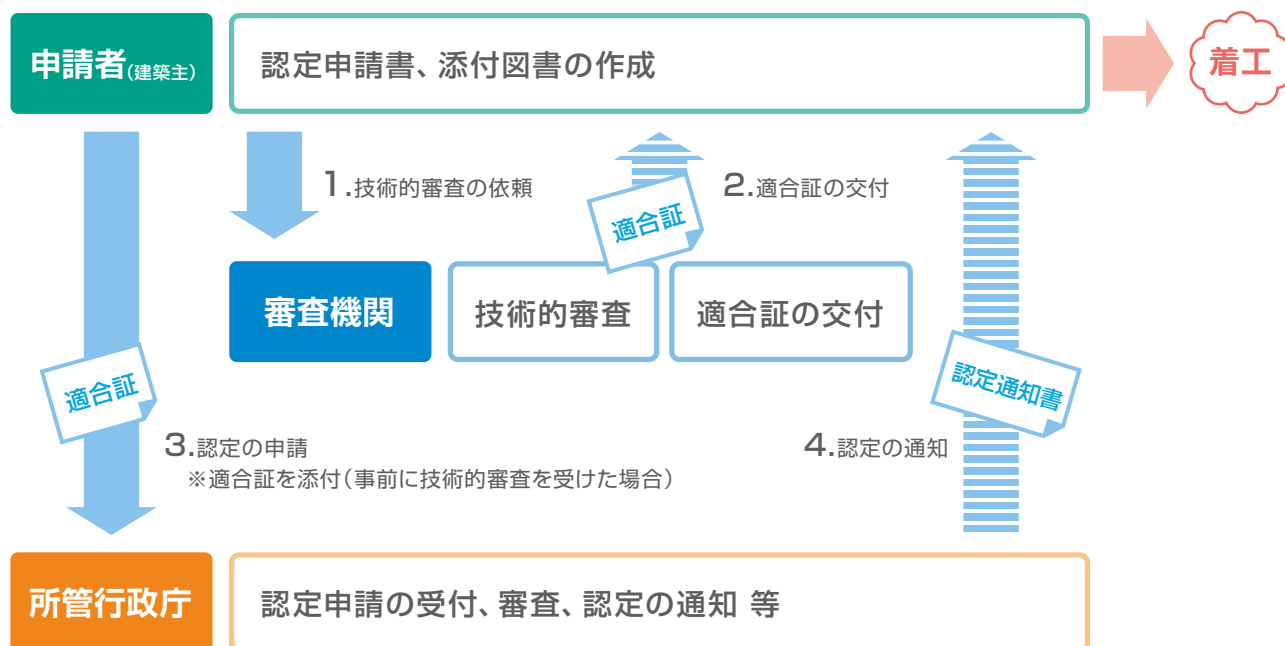 申請者(建築主)
認定申請書、添付図書の作成
着工
1.技術的審査の依頼
適合証
2.適合証の交付
審査機関
技術的審査
適合証の交付
適合証
認定通知書
3.認定の申請
※適合証を添付(事前に技術的審査を受けた場合)
4.認定の通知
所管行政庁
認定申請の受付、審査、認定の通知 等